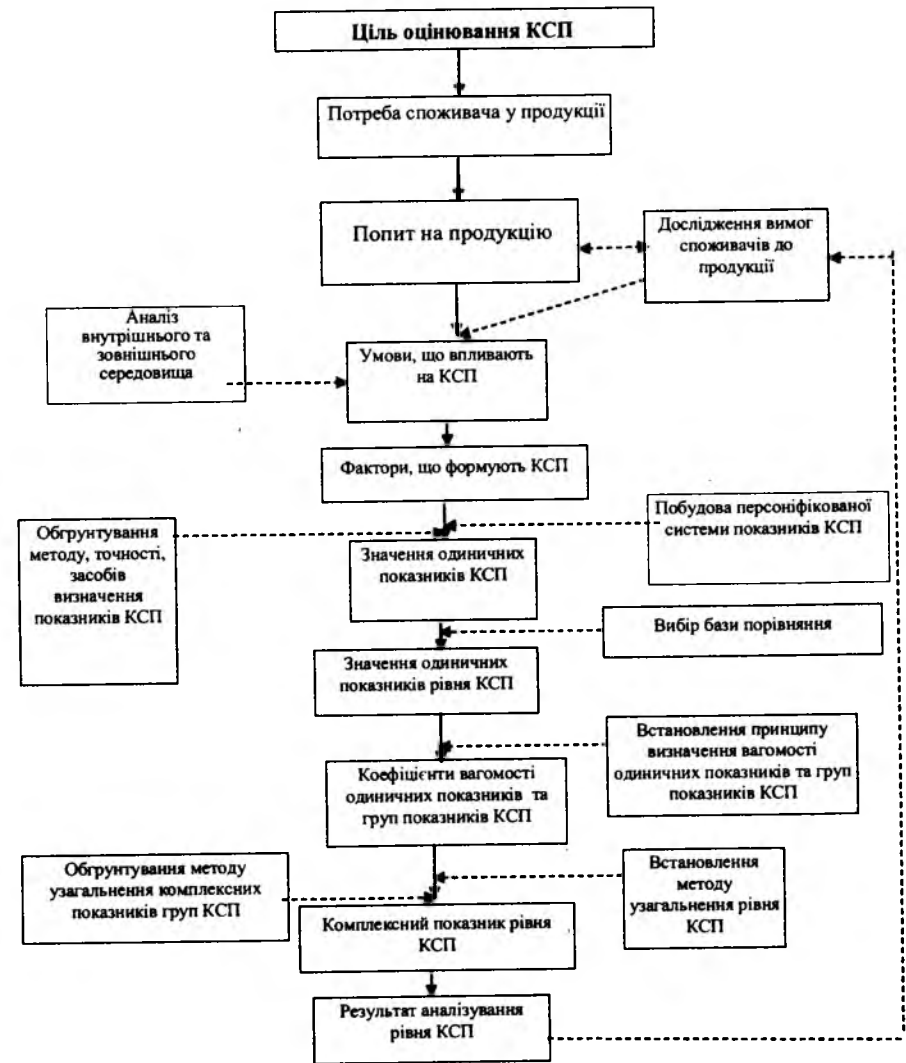 Ціль оцінювання КСП
Потреба споживача у продукції
Попит на продукцію
Дослідження вимог
споживачів до
продукції
Аналіз
внутрішнього та
зовнішнього
середовища
Умови, що впливають
на КСП
Фактори, що формують КСП
Обгрунтування
методу, точності,
засобів
визначення
показників КСП
Побудова персоніфікованої
системи показників КСП
Значення одиничних
показників КСП
Вибір бази порівняння
Значення одиничних
показників рівня КСП
Встановлення принципу
визначення вагомості
одиничних показників та груп
показників КСП
Коефіцієнти вагомості
одиничних показників та
груп показників КСП
Обгрунтування методу
узагальнення комплексних
показників груп КСП
Встановлення
методу
узагальнення рівня
КСП
Комплексний показник рівня
КСП
Результат аналізування
рівня КСП